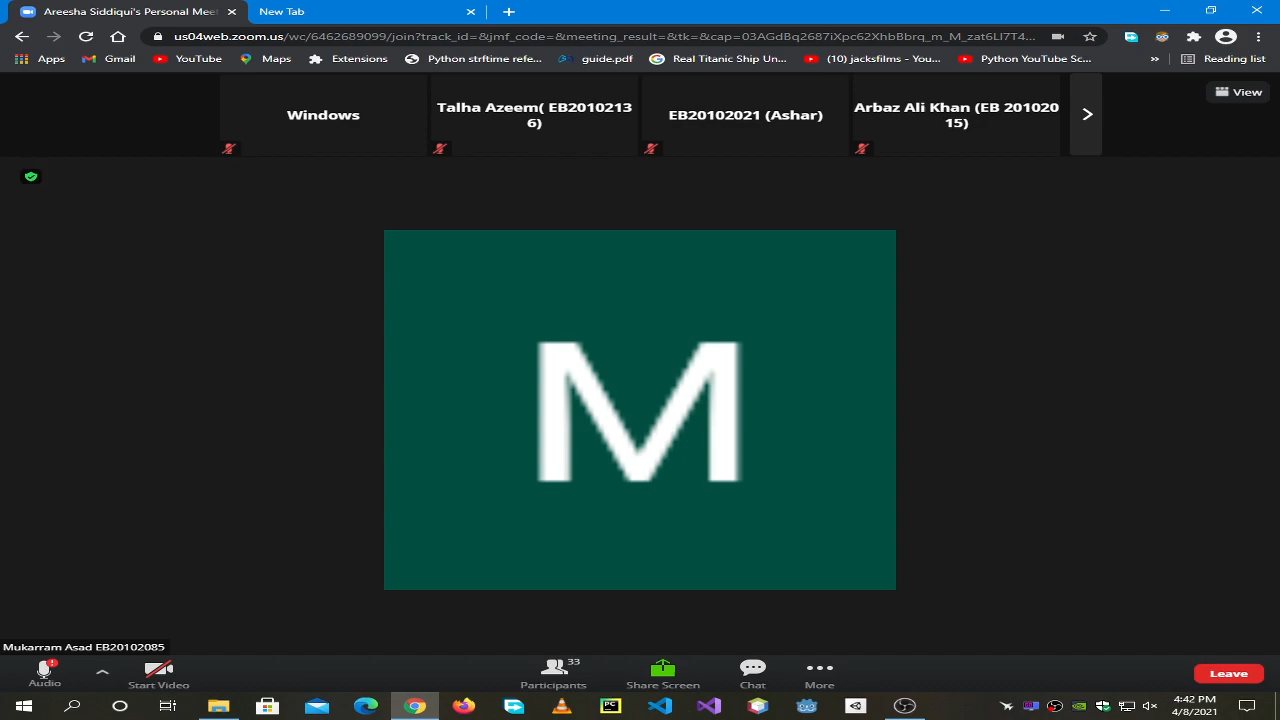 Areesha Siddiqui's Personal Meet
New Tab
us04web.zoom.us/wc/6462689099/join?track_id=&jmf_code=&meeting_result=&tk=&cap=03AGdBq2687iXpc62XhbBbrq_m_M_zat6LI7T4...
Apps
Gmail
YouTube
Maps
Extensions
Python strftime refe...
guide.pdf
Real Titanic Ship Un...
(10) jacksfilms - You...
Python YouTube Sc...
»
Reading list
Windows
Talha Azeem( EB2010213
6)
EB20102021 (Ashar)
Arbaz Ali Khan (EB 201020
15)
View
M
Mukarram Asad EB20102085
Audio
Start Video
33
Participants
Share Screen
Chat
More
Leave
PC
4:42 PM
4/8/2021